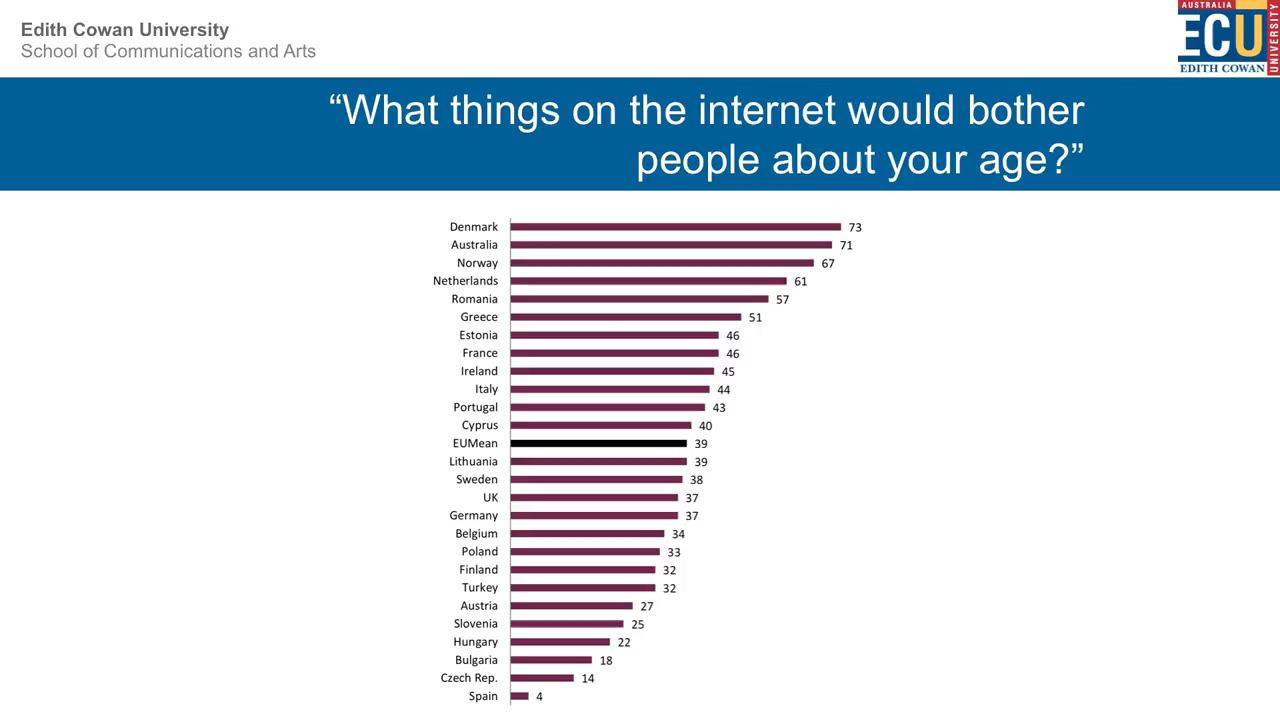 Edith Cowan University
School of Communications and Arts
AUSTRALIA
ECU
EDITH COWAN
UNIVERSITY
“What things on the internet would bother
people about your age?”
Denmark 73
Australia 71
Norway 67
Netherlands 61
Romania 57
Greece 51
Estonia 46
France 46
Ireland 45
Italy 44
Portugal 43
Cyprus 40
EUMean 39
Lithuania 39
Sweden 38
UK 37
Germany 37
Belgium 34
Poland 33
Finland 32
Turkey 32
Austria 27
Slovenia 25
Hungary 22
Bulgaria 18
Czech Rep. 14
Spain 4